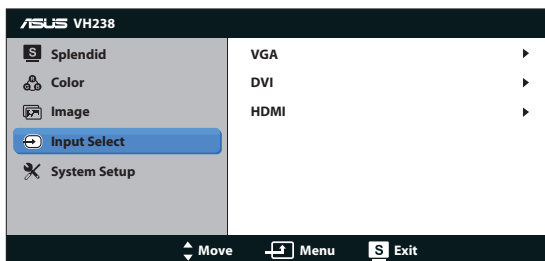 ASUS VH238
S Splendid
Color
Image
Input Select
System Setup
VGA
DVI
HDMI
Move Menu S Exit